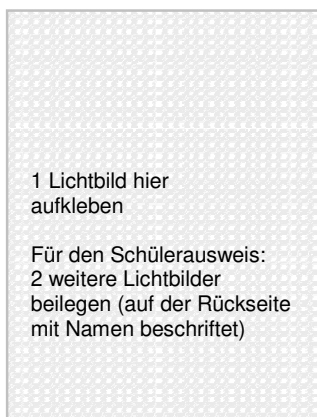 1 Lichtbild hier
aufkleben
Für den Schülerausweis:
2 weitere Lichtbilder
beilegen (auf der Rückseite
mit Namen beschriftet)